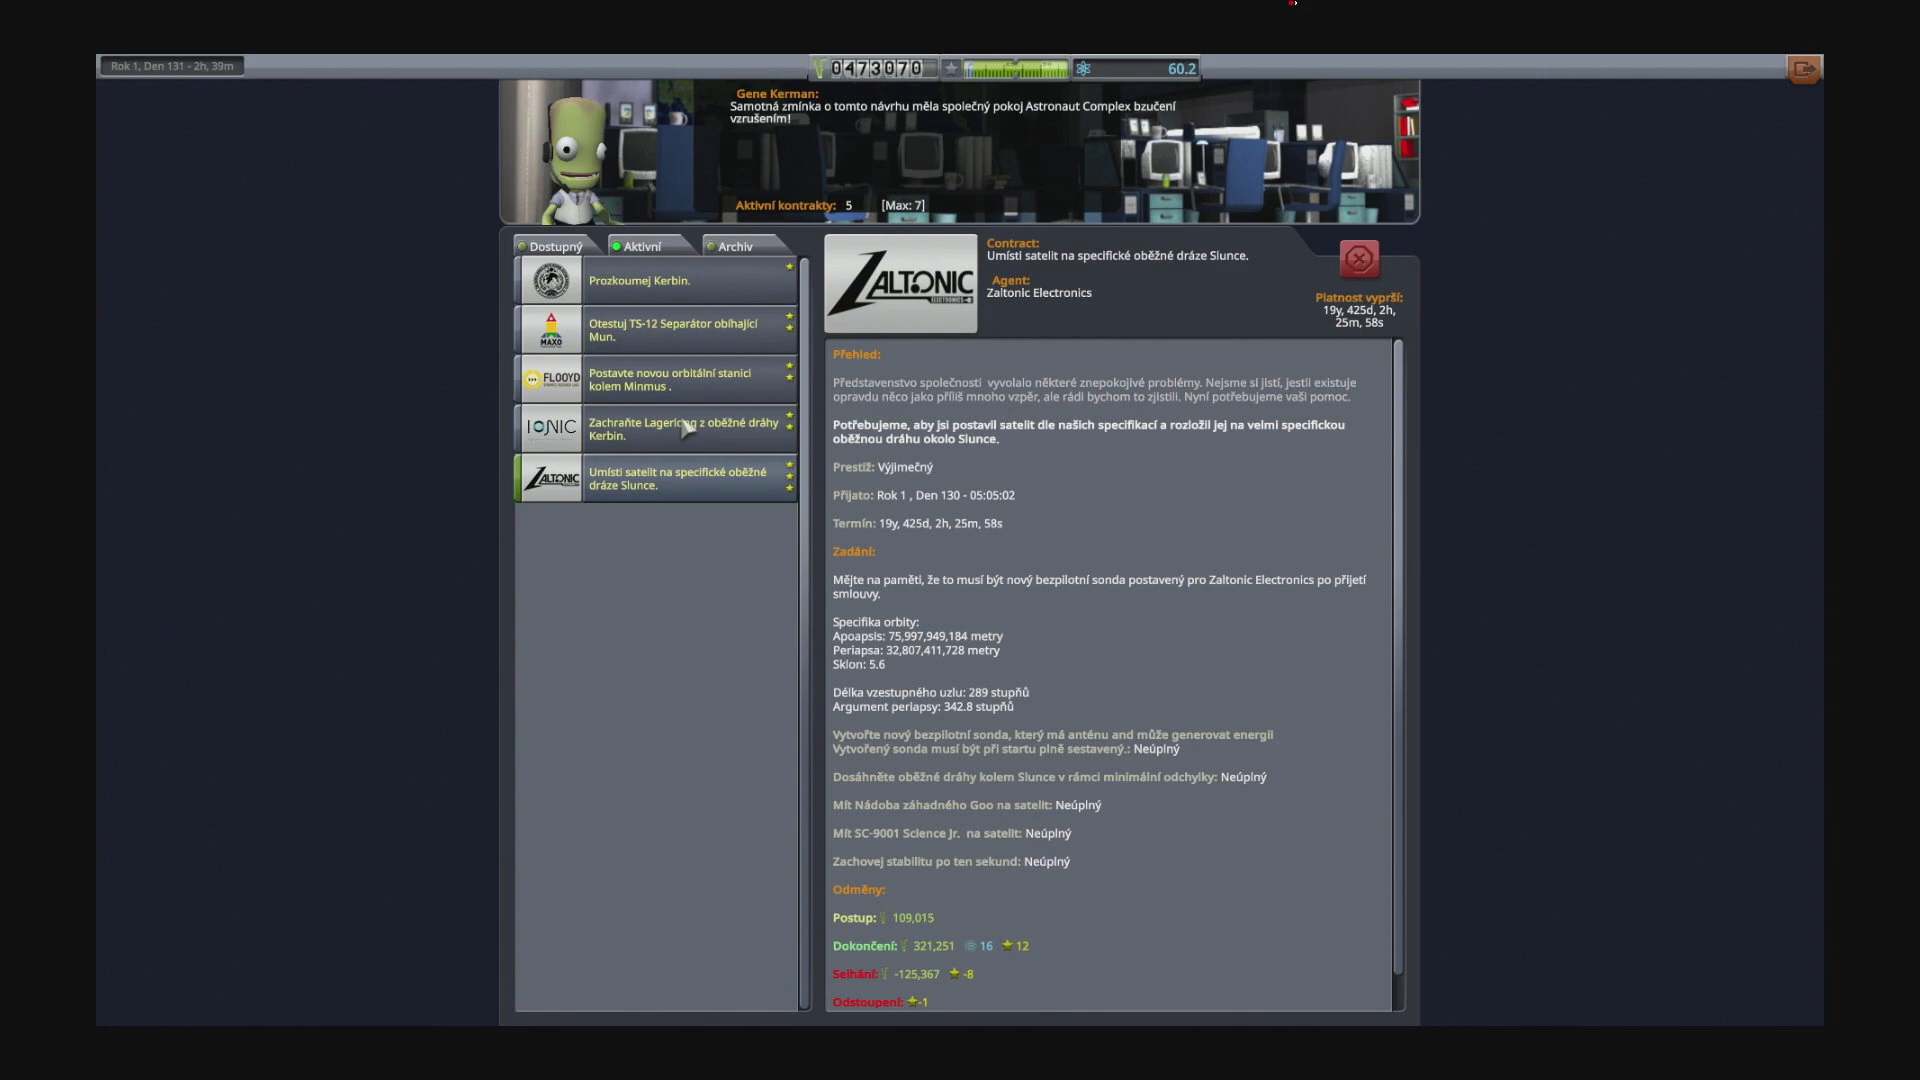 Rok 1, Den 131 - 2h, 39m
0473070
60.2
Gene Kerman:
Samotná zmínka o tomto návrhu měla společný pokoj Astronaut Complex bzučení
vzrušením!
Aktivní kontrakty: 5 [Max: 7]
Dostupný
Aktivní
Archiv
Prozkoumej Kerbin.
MAXO
Otestuj TS-12 Separátor obíhající
Mun.
FLOOYD
Postavte novou orbitální stanici
kolem Minmus .
IONIC
Zachraňte z oběžné dráhy
Kerbin.
ZALTONIC
Umísti satelit na specifické oběžné
dráze Slunce.
ZALTONIC
ELECTRONICS
Contract:
Umísti satelit na specifické oběžné dráze Slunce.
Agent:
Zaltonic Electronics
Platnost vyprší:
19y, 425d, 2h,
25m, 58s
Přehled:
Představenstvo společnosti vyvolalo některé znepokojivé problémy. Nejsme si jistí, jestli existuje
opravdu něco jako příliš mnoho vzpěr, ale rádi bychom to zjistili. Nyní potřebujeme vaši pomoc.
Potřebujeme, aby jsi postavil satelit dle našich specifikací a rozložil jej na velmi specifickou
oběžnou dráhu okolo Slunce.
Prestiž: Výjimečný
Přijato: Rok 1 , Den 130 - 05:05:02
Termín: 19y, 425d, 2h, 25m, 58s
Zadání:
Mějte na paměti, že to musí být nový bezpilotní sonda postavený pro Zaltonic Electronics po přijetí
smlouvy.
Specifika orbity:
Apoapsis: 75,997,949,184 metry
Periapsa: 32,807,411,728 metry
Sklon: 5.6
Délka vzestupného uzlu: 289 stupňů
Argument periapsy: 342.8 stupňů
Vytvořte nový bezpilotní sonda, který má anténu and může generovat energii
Vytvořený sonda musí být při startu plně sestavený.: Neúplný
Dosáhněte oběžné dráhy kolem Slunce v rámci minimální odchylky: Neúplný
Mít Nádoba záhadného Goo na satelit: Neúplný
Mít SC-9001 Science Jr. na satelit: Neúplný
Zachovej stabilitu po ten sekund: Neúplný
Odměny:
Postup: 109,015
Dokončení: 321,251 16 12
Selhání: -125,367 -8
Odstoupení: -1